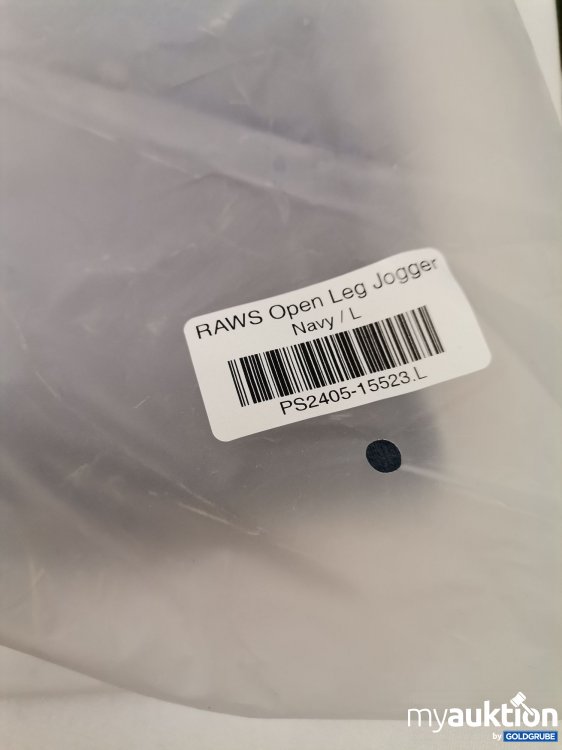 RAWS Open Leg Jogger
Navy / L
PS2405-15523.L
myauktion
by GOLDGRUBE